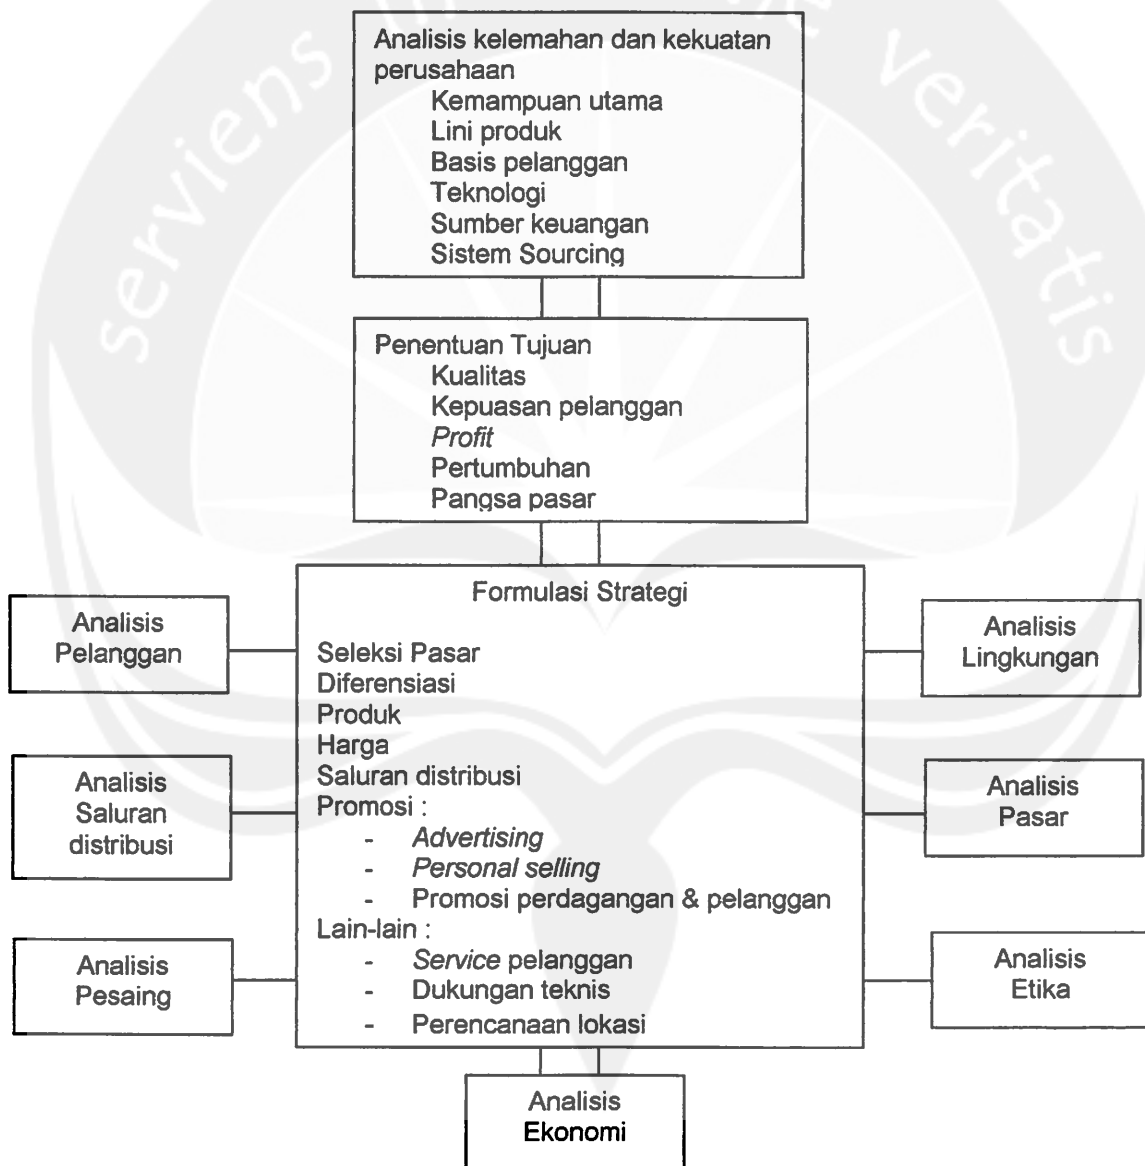 Analisis kelemahan dan kekuatan
perusahaan
Kemampuan utama
Lini produk
Basis pelanggan
Teknologi
Sumber keuangan
Sistem Sourcing
Penentuan Tujuan
Kualitas
Kepuasan pelanggan
Profit
Pertumbuhan
Pangsa pasar
Formulasi Strategi
Seleksi Pasar
Diferensiasi
Produk
Harga
Saluran distribusi
Promosi :
- Advertising
- Personal selling
- Promosi perdagangan & pelanggan
Lain-lain :
- Service pelanggan
- Dukungan teknis
- Perencanaan lokasi
Analisis
Pelanggan
Analisis
Saluran
distribusi
Analisis
Pesaing
Analisis
Lingkungan
Analisis
Pasar
Analisis
Etika
Analisis
Ekonomi
serviens
veritatis